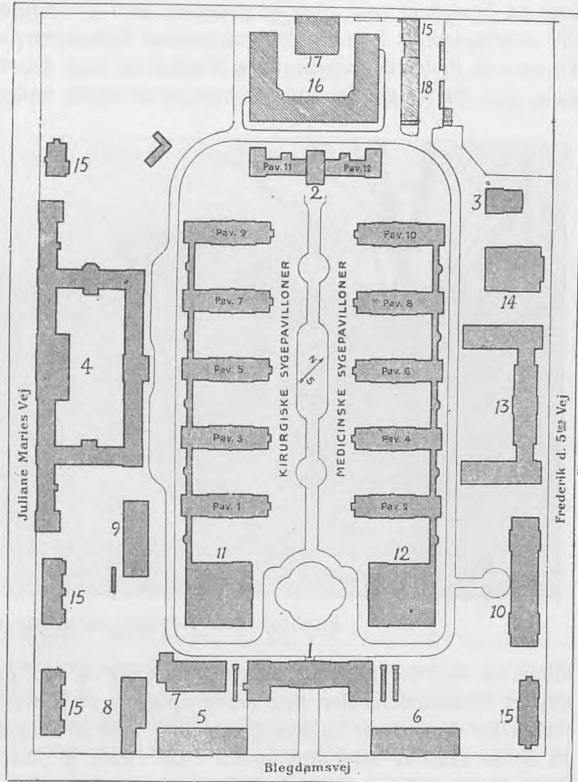 15
17
16
18
15
Pav. 11
Pav. 12
2
3
Pav. 9
Pav. 10
14
KIRURGISKE SYGEPAVILLONER
MEDICINSKE SYGEPAVILLONER
Pav. 7
Pav. 8
4
Pav. 5
N
S
Pav. 6
13
Juliane Maries Vej
Frederik d. 5tes Vej
Pav. 3
Pav. 4
9
Pav. 1
Pav. 2
11
12
15
10
1
7
15
8
5
6
15
Blegdamsvej